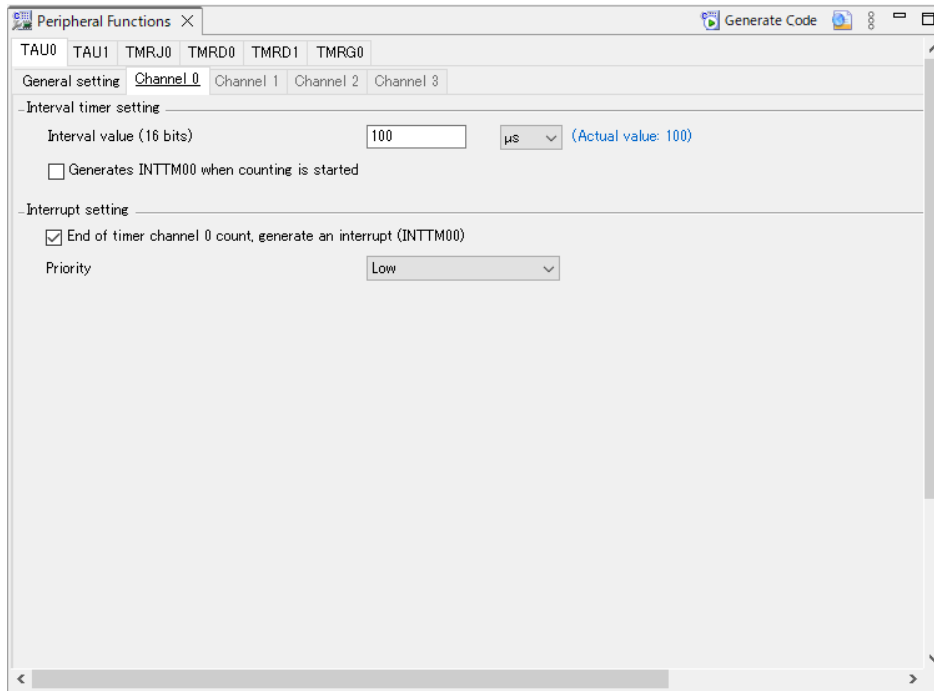 Peripheral Functions Generate Code
TAU0 TAU1 TMRJ0 TMRD0 TMRD1 TMRG0
General setting Channel 0 Channel 1 Channel 2 Channel 3
Interval timer setting
Interval value (16 bits) 100 μs (Actual value: 100)
Generates INTTM00 when counting is started
Interrupt setting
End of timer channel 0 count, generate an interrupt (INTTM00)
Priority Low